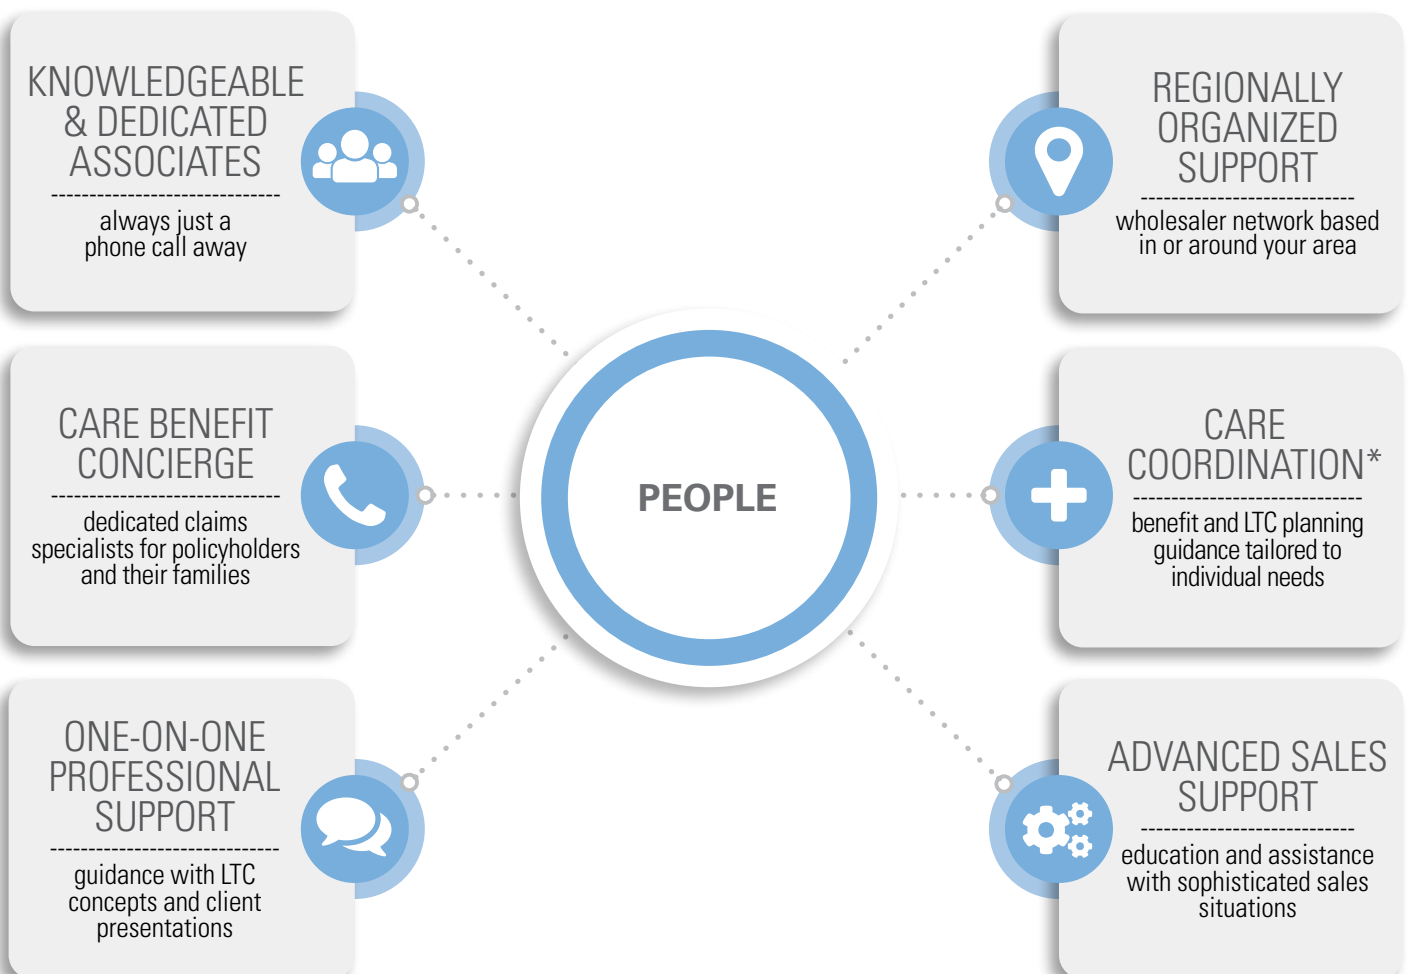 KNOWLEDGEABLE
& DEDICATED
ASSOCIATES
always just a
phone call away
CARE BENEFIT
CONCIERGE
dedicated claims
specialists for policyholders
and their families
ONE-ON-ONE
PROFESSIONAL
SUPPORT
guidance with LTC
concepts and client
presentations
PEOPLE
REGIONALLY
ORGANIZED
SUPPORT
wholesaler network based
in or around your area
CARE
COORDINATION*
benefit and LTC planning
guidance tailored to
individual needs
ADVANCED SALES
SUPPORT
education and assistance
with sophisticated sales
situations